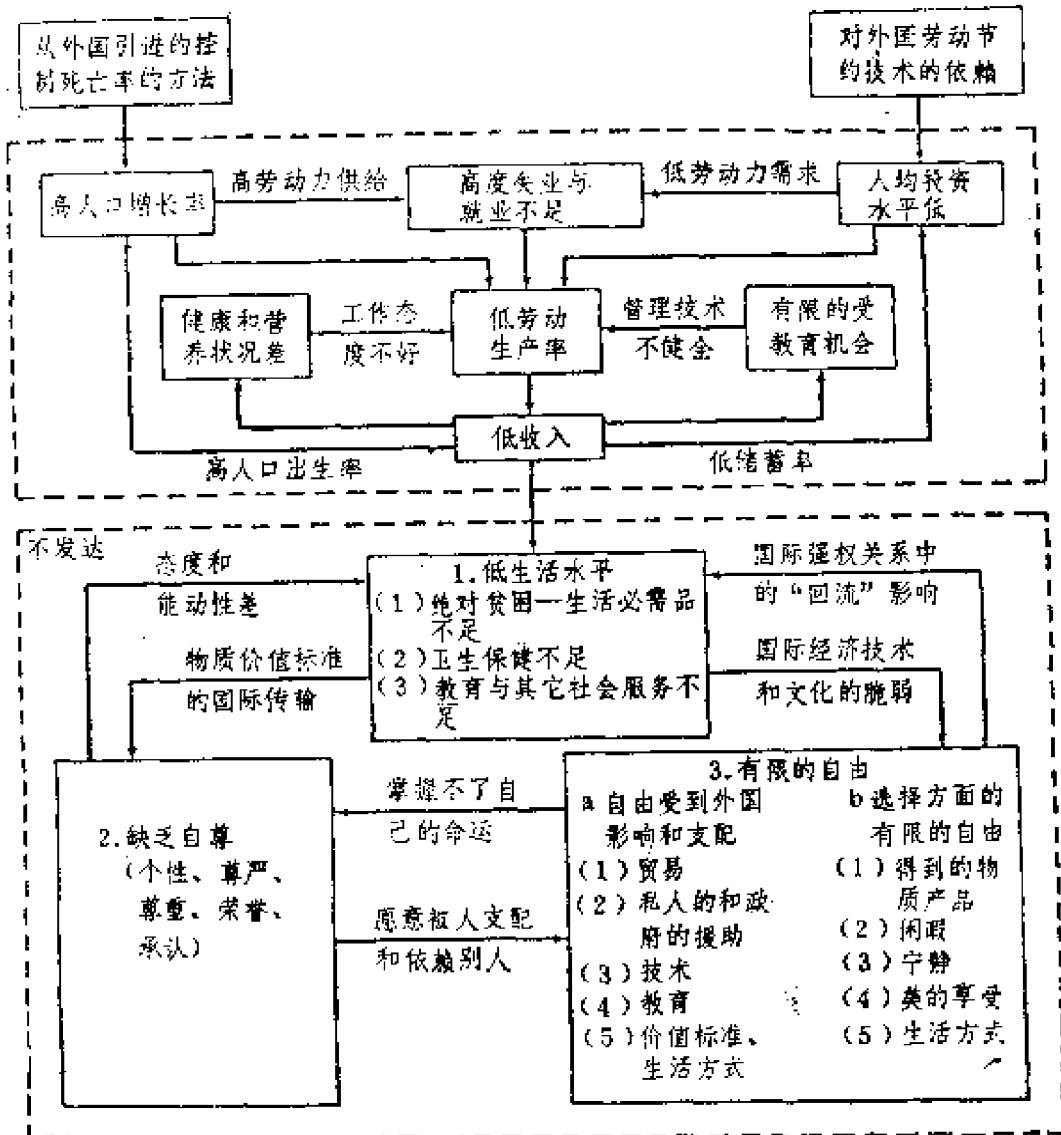 从外国引进的控
制死亡率的方法
对外国劳动节
约技术的依赖
高人口增长率
高劳动力供给
高度失业与
就业不足
低劳动力需求
人均投资
水平低
健康和营
养状况差
工作态
度不好
低劳动
生产率
管理技术
不健全
有限的受
教育机会
低收入
高人口出生率
低储蓄率
不发达
态度和
能动性差
1.低生活水平
(1)绝对贫困—生活必需品
不足
(2)卫生保健不足
(3)教育与其它社会服务不
足
国际强权关系中
的“回流”影响
物质价值标准
的国际传输
国际经济技术
和文化的脆弱
2.缺乏自尊
(个性、尊严、
尊重、荣誉、
承认)
掌握不了自
己的命运
愿意被人支配
和依赖别人
3.有限的自由
a 自由受到外国
影响和支配
(1)贸易
(2)私人的和政
府的援助
(3)技术
(4)教育
(5)价值标准、
生活方式
b 选择方面的
有限的自由
(1)得到的物
质产品
(2)闲暇
(3)宁静
(4)美的享受
(5)生活方式